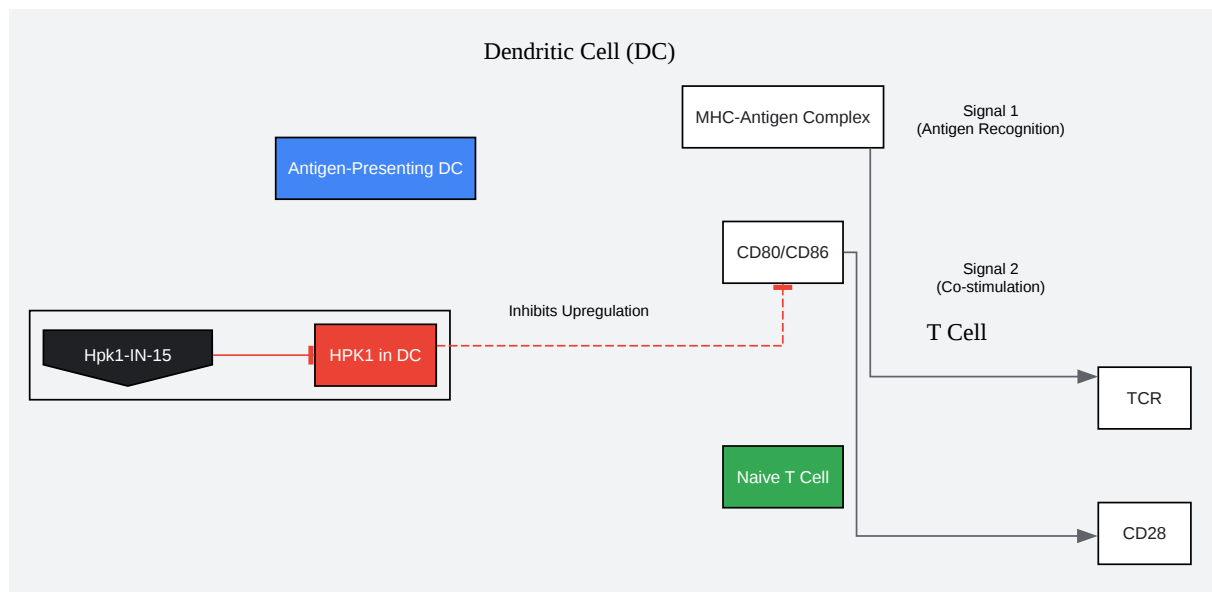 Dendritic Cell (DC)
MHC-Antigen Complex
Signal 1
(Antigen Recognition)
Antigen-Presenting DC
CD80/CD86
Signal 2
(Co-stimulation)
Inhibits Upregulation
T Cell
Hpk1-IN-15
HPK1 in DC
TCR
Naive T Cell
CD28